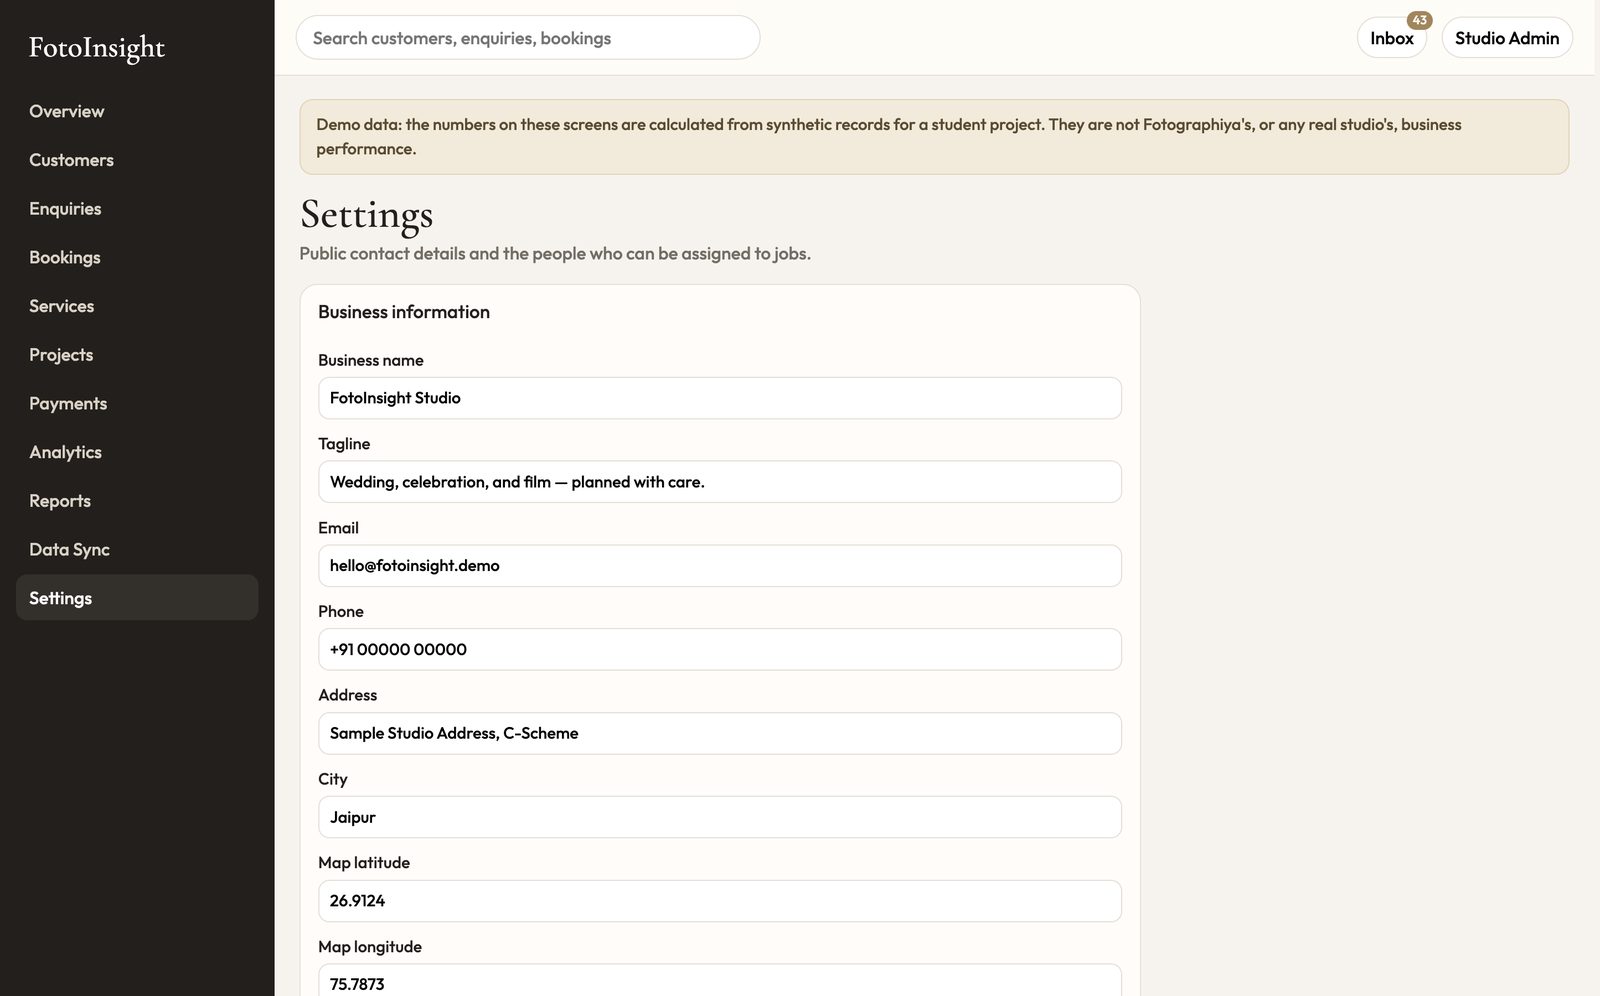 FotoInsight
Overview
Customers
Enquiries
Bookings
Services
Projects
Payments
Analytics
Reports
Data Sync
Settings
Search customers, enquiries, bookings
Inbox
43
Studio Admin
Demo data: the numbers on these screens are calculated from synthetic records for a student project. They are not Fotographiya's, or any real studio's, business
performance.
Settings
Public contact details and the people who can be assigned to jobs.
Business information
Business name
FotoInsight Studio
Tagline
Wedding, celebration, and film — planned with care.
Email
hello@fotoinsight.demo
Phone
+91 00000 00000
Address
Sample Studio Address, C-Scheme
City
Jaipur
Map latitude
26.9124
Map longitude
75.7873